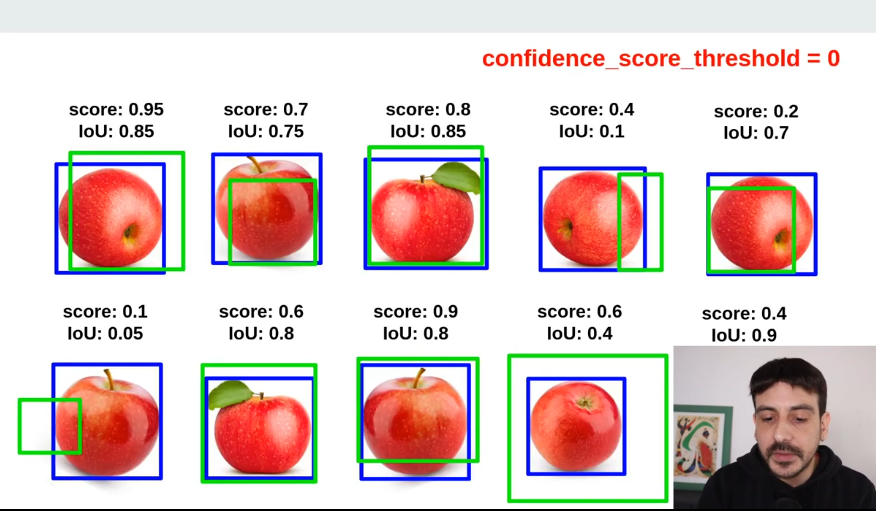 confidence_score_threshold = 0
score: 0.95
IoU: 0.85
score: 0.7
IoU: 0.75
score: 0.8
IoU: 0.85
score: 0.4
IoU: 0.1
score: 0.2
IoU: 0.7
score: 0.1
IoU: 0.05
score: 0.6
IoU: 0.8
score: 0.9
IoU: 0.8
score: 0.6
IoU: 0.4
score: 0.4
IoU: 0.9